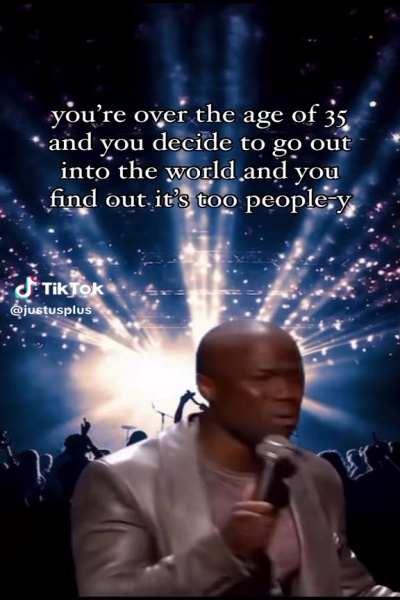 you're over the age of 35
and you decide to go out
into the world and you
find out it's too people-y
TikTok
@justusplus